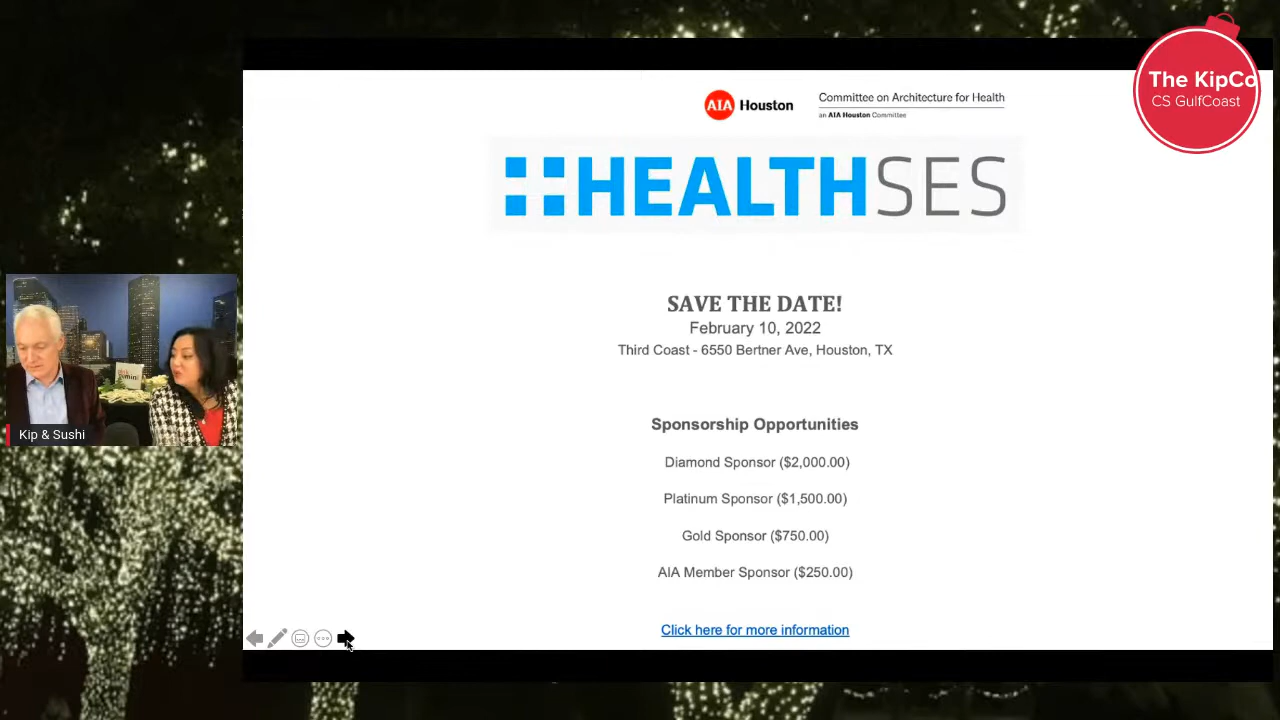 The KipCo
CS GulfCoast
AIA Houston
Committee on Architecture for Health
an AIA Houston Committee
HEALTHSES
SAVE THE DATE!
February 10, 2022
Third Coast - 6550 Bertner Ave, Houston, TX
Sponsorship Opportunities
Diamond Sponsor ($2,000.00)
Platinum Sponsor ($1,500.00)
Gold Sponsor ($750.00)
AIA Member Sponsor ($250.00)
Click here for more information
Kip & Sushi